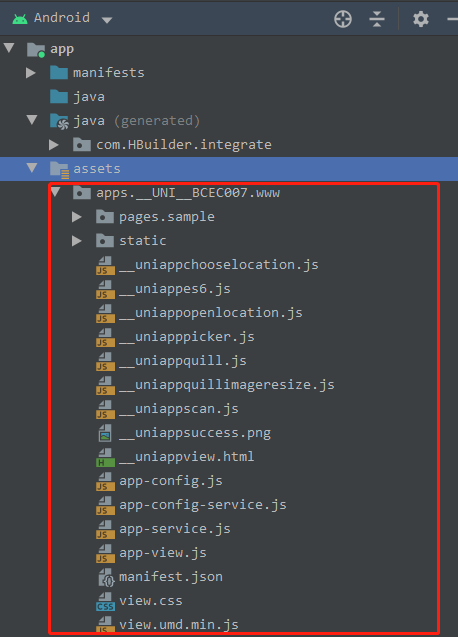 Android
app
manifests
java
java (generated)
com.HBuilder.integrate
assets
apps.__UNI__BCEC007.www
pages.sample
static
__uniappchooselocation.js
__uniappes6.js
__uniappopenlocation.js
__uniapppicker.js
__uniappquill.js
__uniappquillimageresize.js
__uniappscan.js
__uniappsuccess.png
__uniappview.html
app-config.js
app-config-service.js
app-service.js
app-view.js
manifest.json
view.css
view.umd.min.js